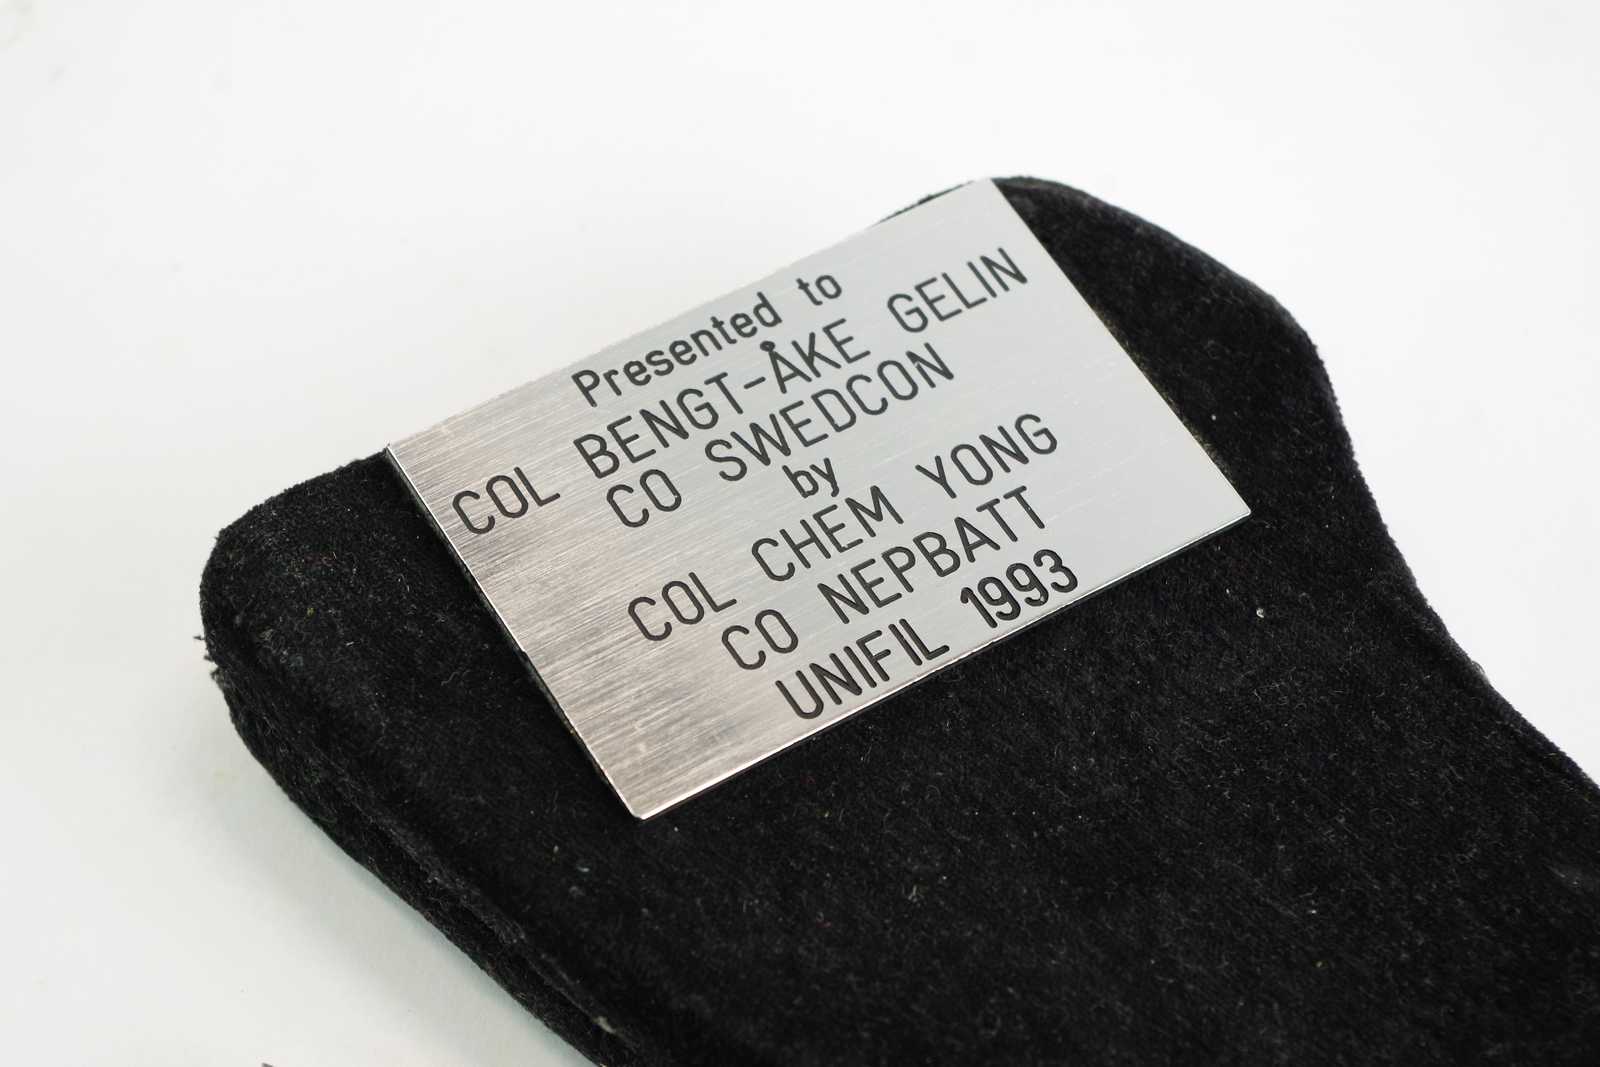 Presented to
COL BENGT-ÅKE GELIN
CO SWEDCON
by
COL CHEM YONG
CO NEPBATT
UNIFIL 1993